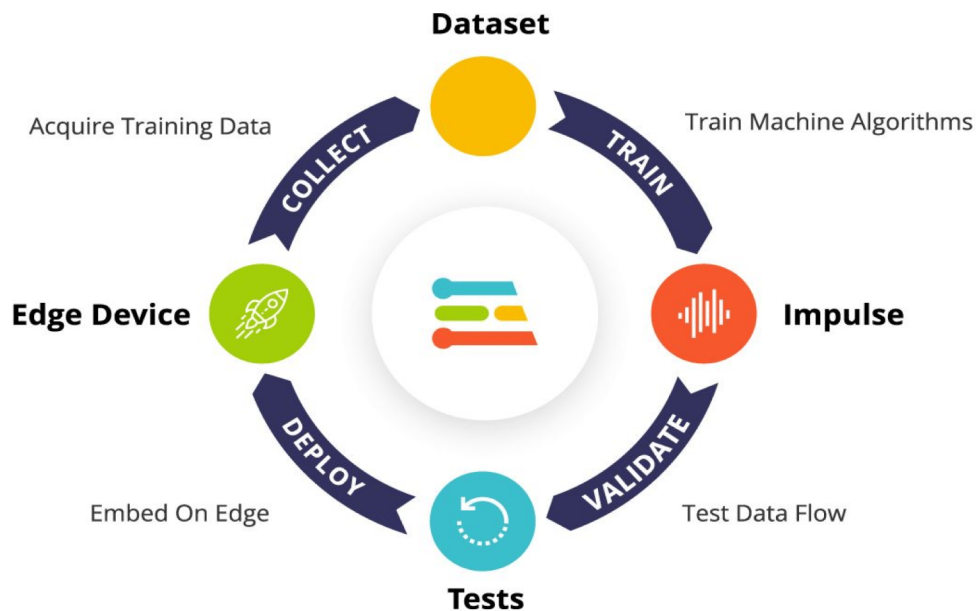 Dataset
Acquire Training Data
COLLECT
TRAIN
Train Machine Algorithms
Edge Device
Impulse
DEPLOY
VALIDATE
Embed On Edge
Test Data Flow
Tests